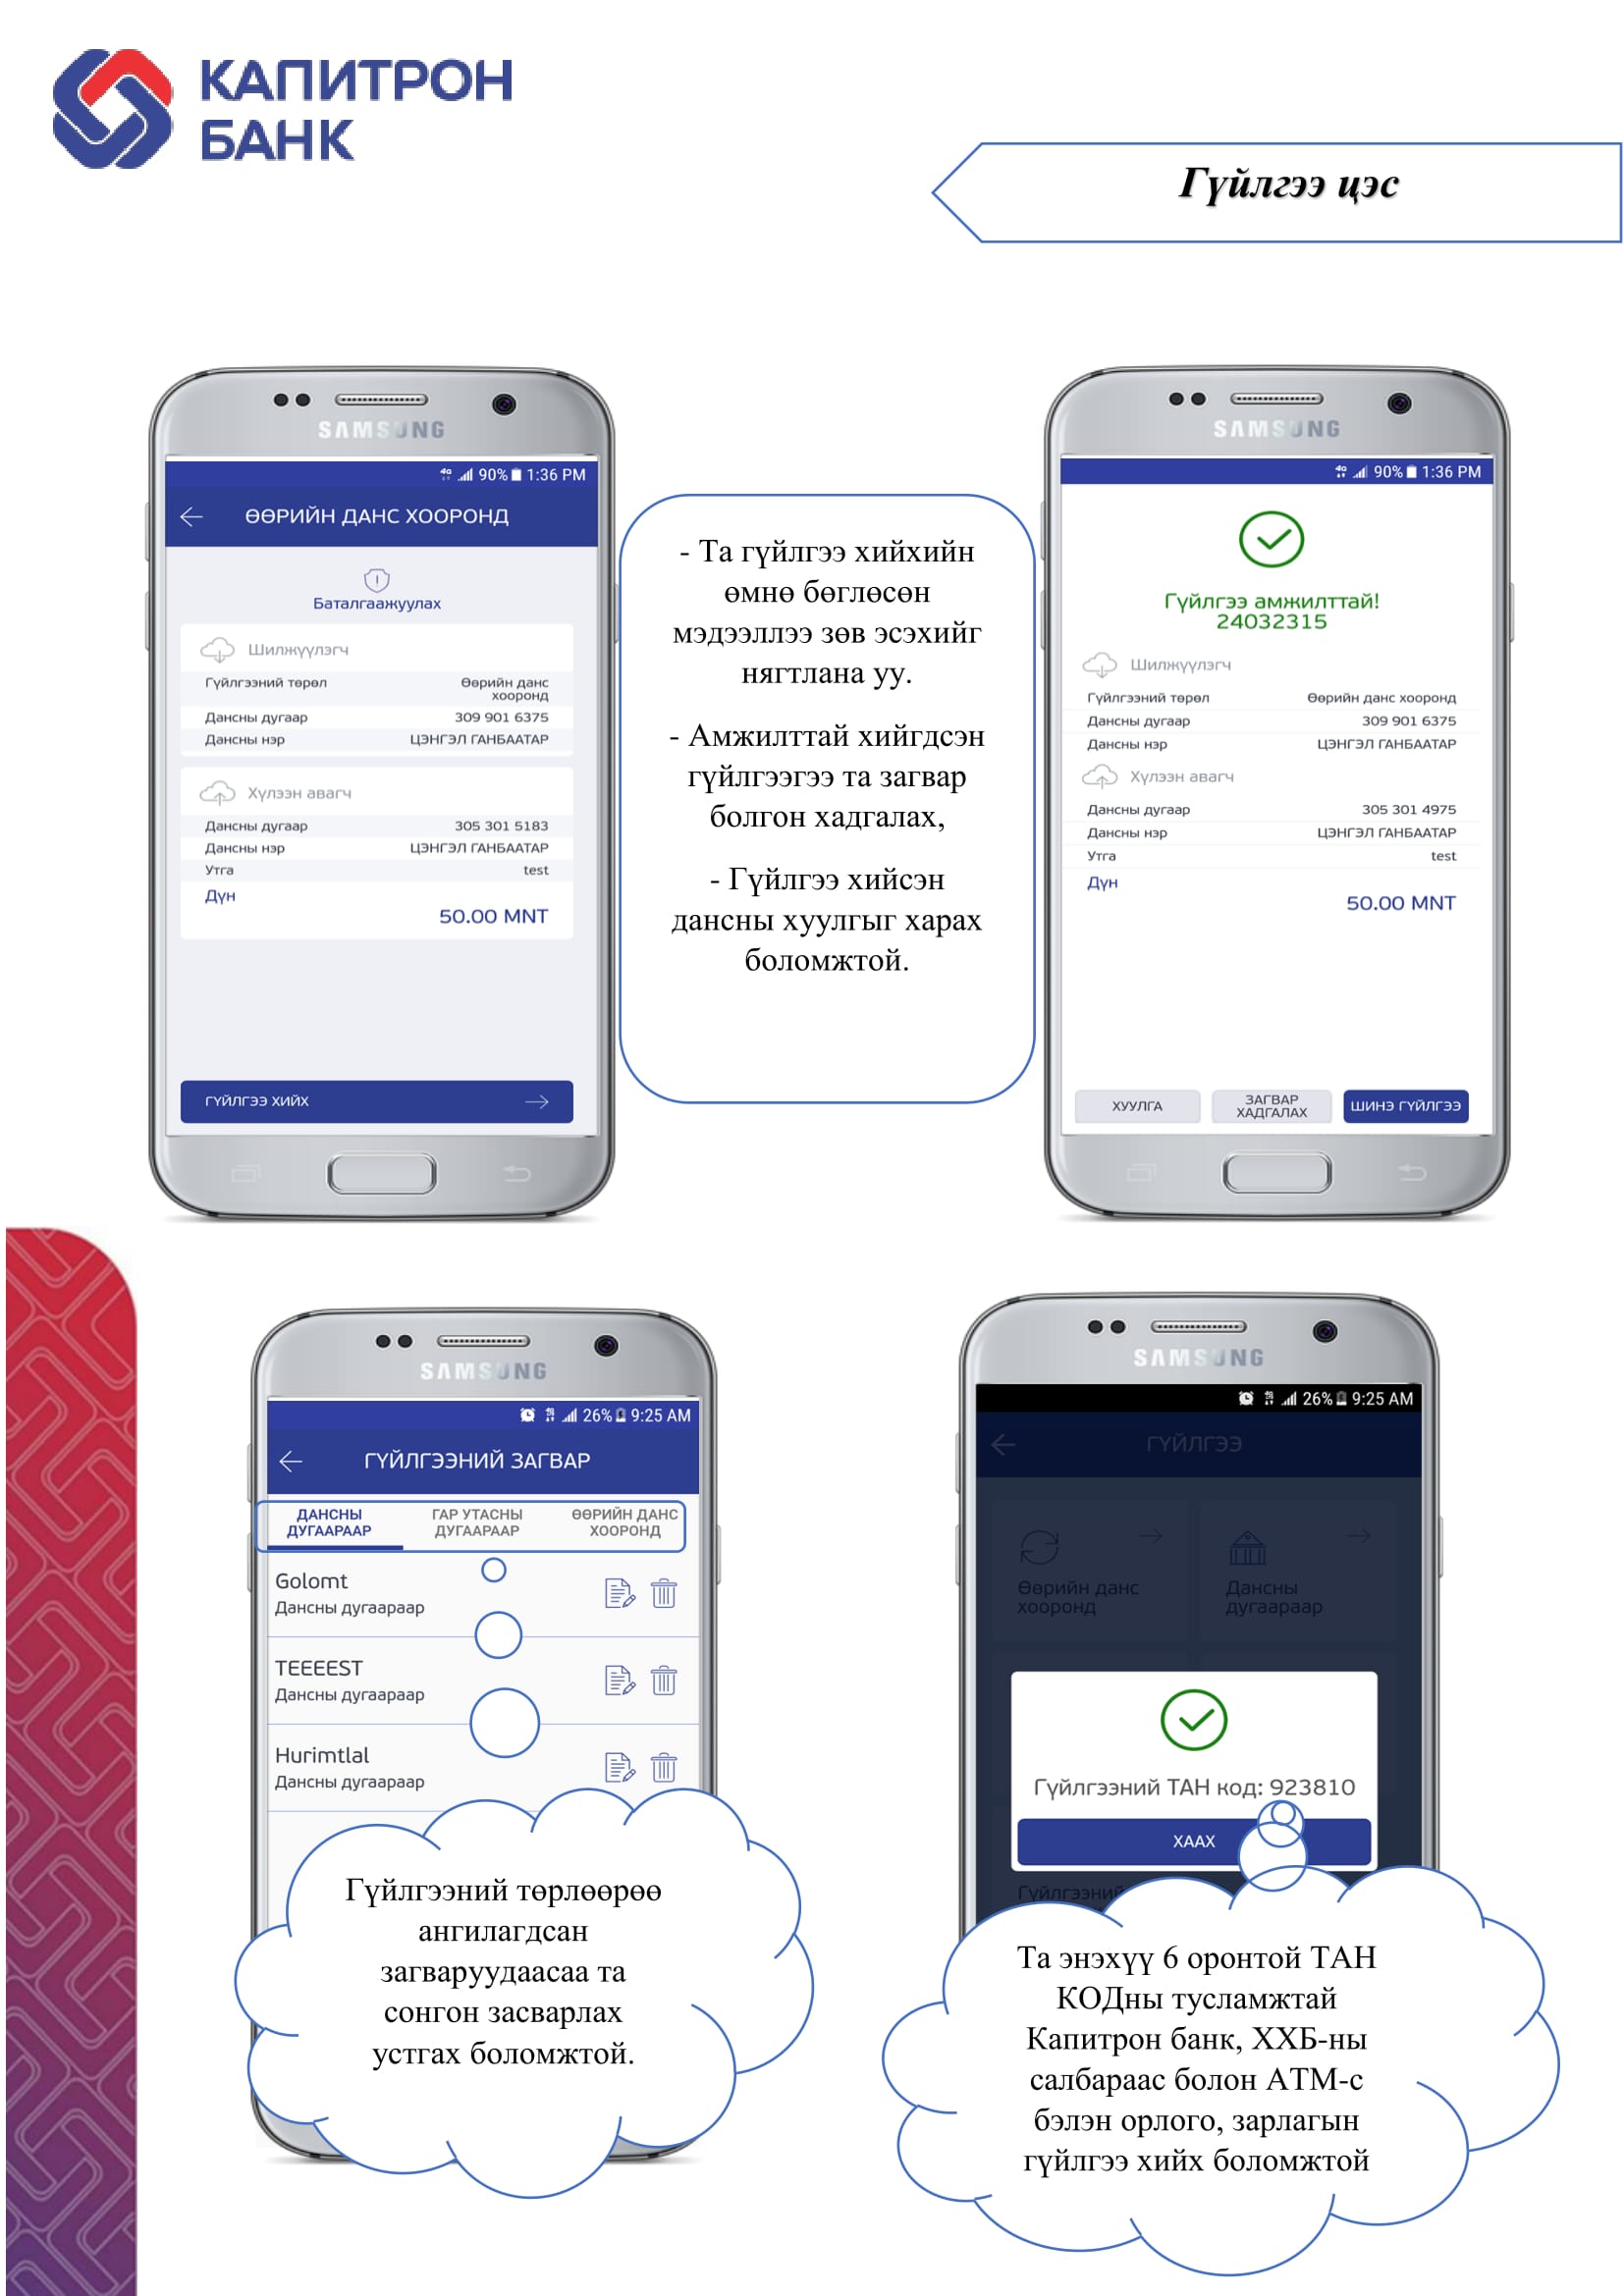 КАПИТРОН
БАНК
Гүйлгээ цэс
SAMSUNG
90% 1:36 PM
ӨӨРИЙН ДАНС ХООРОНД
Баталгаажуулах
Шилжүүлэгч
Гүйлгээний төрөл Өөрийн данс
хооронд
Дансны дугаар 309 901 6375
Дансны нэр ЦЭНГЭЛ ГАНБААТАР
Хүлээн авагч
Дансны дугаар 305 301 5183
Дансны нэр ЦЭНГЭЛ ГАНБААТАР
Утга test
Дүн
50.00 MNT
ГҮЙЛГЭЭ ХИЙХ
- Та гүйлгээ хийхийн
өмнө бөглөсөн
мэдээллээ зөв эсэхийг
нягтлана уу.
- Амжилттай хийгдсэн
гүйлгээгээ та загвар
болгон хадгалах,
- Гүйлгээ хийсэн
дансны хуулгыг харах
боломжтой.
SAMSUNG
4G 90% 1:36 PM
Гүйлгээ амжилттай!
24032315
Шилжүүлэгч
Гүйлгээний төрөл Өөрийн данс хооронд
Дансны дугаар 309 901 6375
Дансны нэр ЦЭНГЭЛ ГАНБААТАР
Хүлээн авагч
Дансны дугаар 305 301 4975
Дансны нэр ЦЭНГЭЛ ГАНБААТАР
Утга test
Дүн
50.00 MNT
ХУУЛГА
ЗАГВАР
ХАДГАЛАХ
ШИНЭ ГҮЙЛГЭЭ
SAMSUNG
26% 9:25 AM
ГҮЙЛГЭЭНИЙ ЗАГВАР
ДАНСНЫ
ДУГААРААР
ГАР УТАСНЫ
ДУГААРААР
ӨӨРИЙН ДАНС
ХООРОНД
Golomt
Дансны дугаараар
TEEEEST
Дансны дугаараар
Hurimtlal
Дансны дугаараар
Гүйлгээний төрлөөрөө
ангилагдсан
загваруудаасаа та
сонгон засварлах
устгах боломжтой.
SAMSUNG
26% 9:25 AM
ГҮЙЛГЭЭ
Өөрийн данс
хооронд
Дансны
дугаараар
Гүйлгээний ТАН код: 923810
ХААХ
Гүйлгээний
Та энэхүү 6 оронтой ТАН
КОДны тусламжтай
Капитрон банк, ХХБ-ны
салбараас болон АТМ-с
бэлэн орлого, зарлагын
гүйлгээ хийх боломжтой